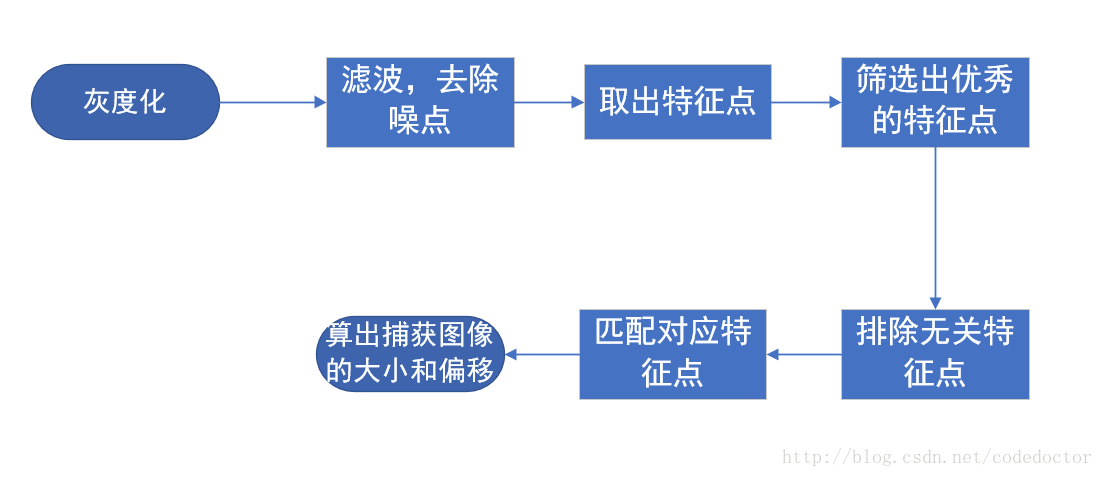 灰度化
滤波，去除
噪点
取出特征点
筛选出优秀
的特征点
排除无关特
征点
匹配对应特
征点
算出捕获图像
的大小和偏移
http://blog.csdn.net/codedoctor